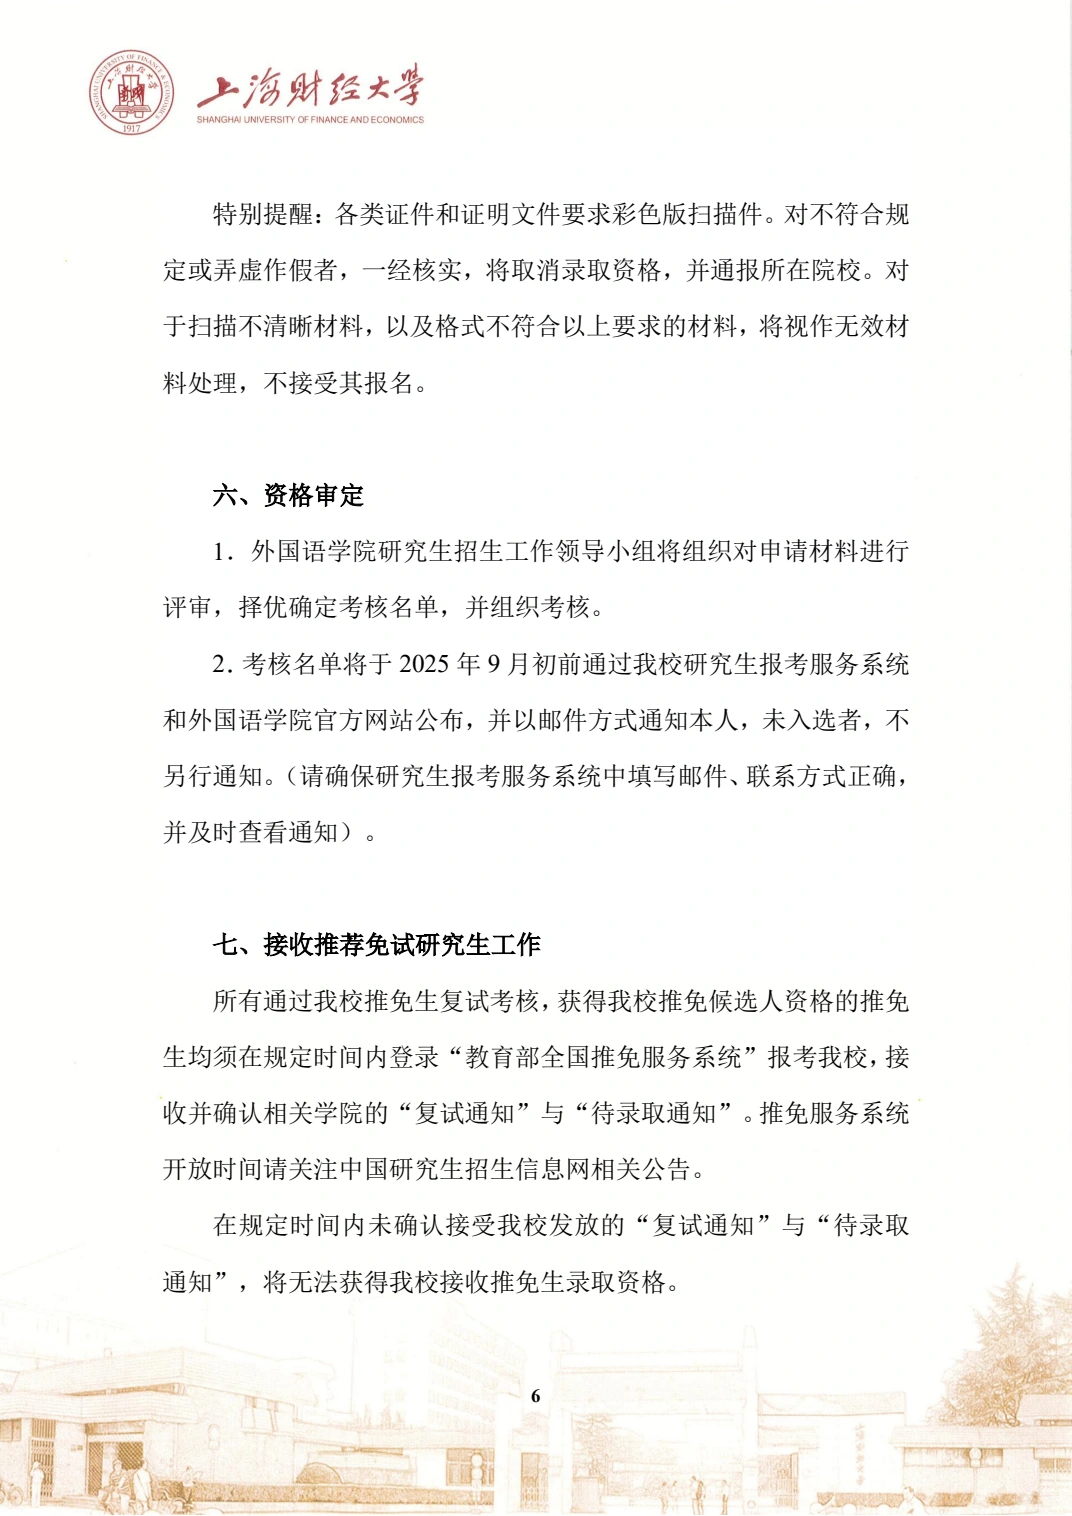 上海财经大学
SHANGHAI UNIVERSITY OF FINANCE AND ECONOMICS
SHANGHAI UNIVERSITY OF FINANCE & ECONOMICS
上海财经大学
1917
特别提醒：各类证件和证明文件要求彩色版扫描件。对不符合规
定或弄虚作假者，一经核实，将取消录取资格，并通报所在院校。对
于扫描不清晰材料，以及格式不符合以上要求的材料，将视作无效材
料处理，不接受其报名。
六、资格审定
1．外国语学院研究生招生工作领导小组将组织对申请材料进行
评审，择优确定考核名单，并组织考核。
2．考核名单将于 2025 年 9 月初前通过我校研究生报考服务系统
和外国语学院官方网站公布，并以邮件方式通知本人，未入选者，不
另行通知。（请确保研究生报考服务系统中填写邮件、联系方式正确，
并及时查看通知）。
七、接收推荐免试研究生工作
所有通过我校推免生复试考核，获得我校推免候选人资格的推免
生均须在规定时间内登录“教育部全国推免服务系统”报考我校，接
收并确认相关学院的“复试通知”与“待录取通知”。推免服务系统
开放时间请关注中国研究生招生信息网相关公告。
在规定时间内未确认接受我校发放的“复试通知”与“待录取
通知”，将无法获得我校接收推免生录取资格。
6